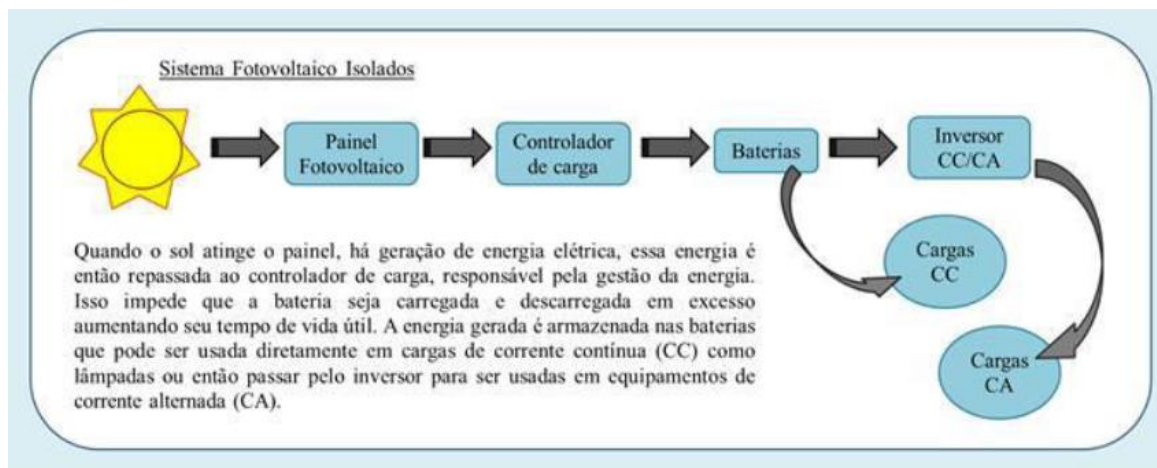 Sistema Fotovoltaico Isolados
Painel
Fotovoltaico
Controlador
de carga
Baterias
Inversor
CC/CA
Cargas
CC
Cargas
CA
Quando o sol atinge o painel, há geração de energia elétrica, essa energia é
então repassada ao controlador de carga, responsável pela gestão da energia.
Isso impede que a bateria seja carregada e descarregada em excesso
aumentando seu tempo de vida útil. A energia gerada é armazenada nas baterias
que pode ser usada diretamente em cargas de corrente contínua (CC) como
lâmpadas ou então passar pelo inversor para ser usadas em equipamentos de
corrente alternada (CA).